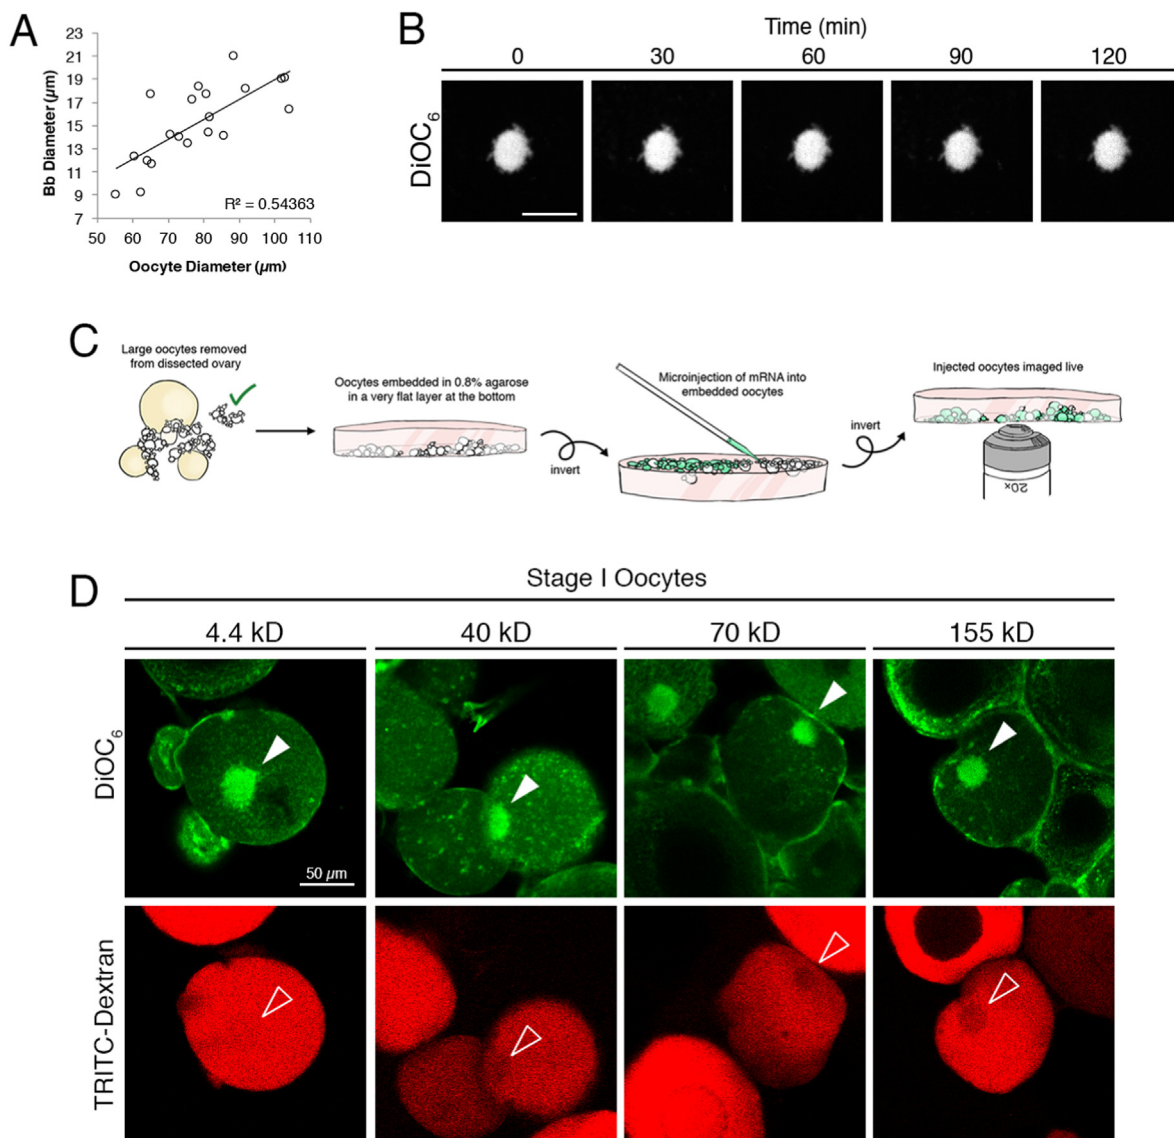 A
23
21
19
17
15
13
11
9
7
Bb Diameter (µm)
R² = 0.54363
50 60 70 80 90 100 110
Oocyte Diameter (µm)
B
Time (min)
0 30 60 90 120
DiOC6
C
Large oocytes removed
from dissected ovary
Oocytes embedded in 0.8% agarose
in a very flat layer at the bottom
invert
Microinjection of mRNA into
embedded oocytes
invert
Injected oocytes imaged live
20x
D
Stage I Oocytes
4.4 kD 40 kD 70 kD 155 kD
DiOC6
50 µm
TRITC-Dextran